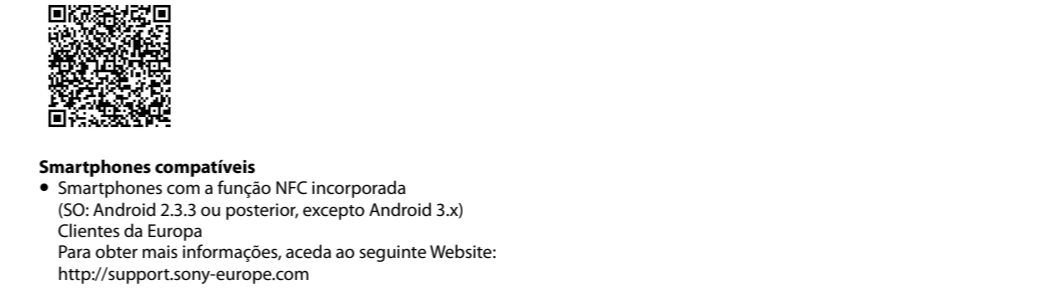 Smartphones compatíveis
● Smartphones com a função NFC incorporada
(SO: Android 2.3.3 ou posterior, excepto Android 3.x)
Clientes da Europa
Para obter mais informações, aceda ao seguinte Website:
http://support.sony-europe.com